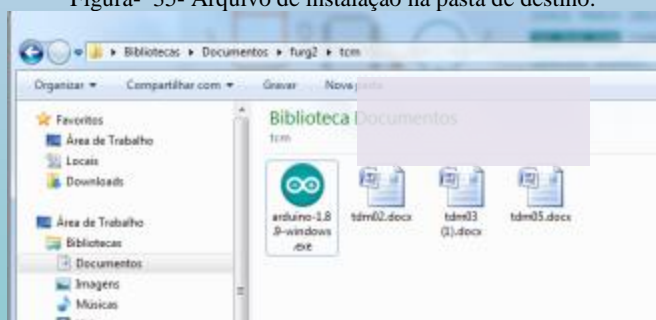 Figura- 33- Arquivo de instalação na pasta de destino.
Bibliotecas Documentos furg2 tcm
Organizar Compartilhar com Gravar Nova pasta
Favoritos
Área de Trabalho
Locais
Downloads
Área de Trabalho
Bibliotecas
Documentos
Imagens
Músicas
Biblioteca Documentos
tcm
arduino-1.8
.9-windows
.exe
tdm02.docx
tdm03
(1).docx
tdm05.docx